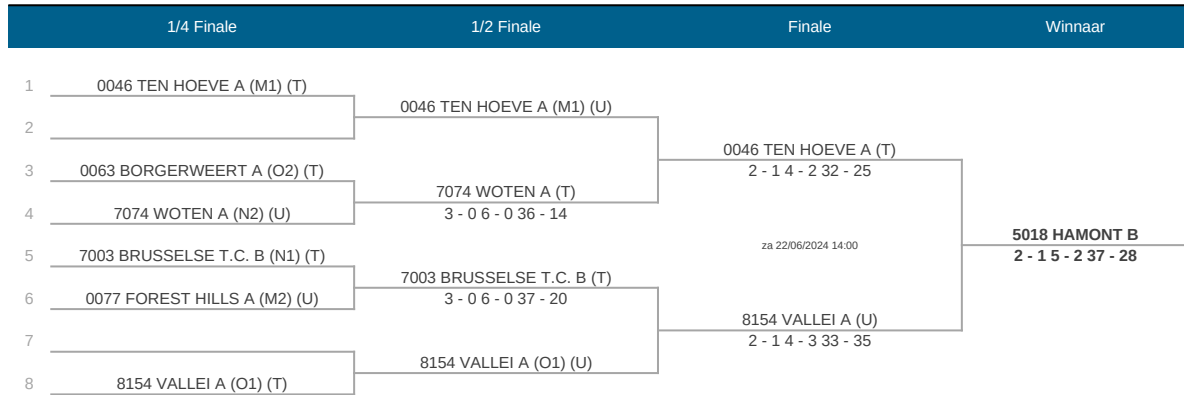 1/4 Finale 1/2 Finale Finale Winnaar
1 0046 TEN HOEVE A (M1) (T)
0046 TEN HOEVE A (M1) (U)
2
0046 TEN HOEVE A (T)
2 - 1 4 - 2 32 - 25
3 0063 BORGERWEERT A (O2) (T)
7074 WOTEN A (T)
3 - 0 6 - 0 36 - 14
4 7074 WOTEN A (N2) (U)
5018 HAMONT B
2 - 1 5 - 2 37 - 28
za 22/06/2024 14:00
5 7003 BRUSSELSE T.C. B (N1) (T)
7003 BRUSSELSE T.C. B (T)
3 - 0 6 - 0 37 - 20
6 0077 FOREST HILLS A (M2) (U)
8154 VALLEI A (U)
2 - 1 4 - 3 33 - 35
7
8154 VALLEI A (O1) (U)
8 8154 VALLEI A (O1) (T)